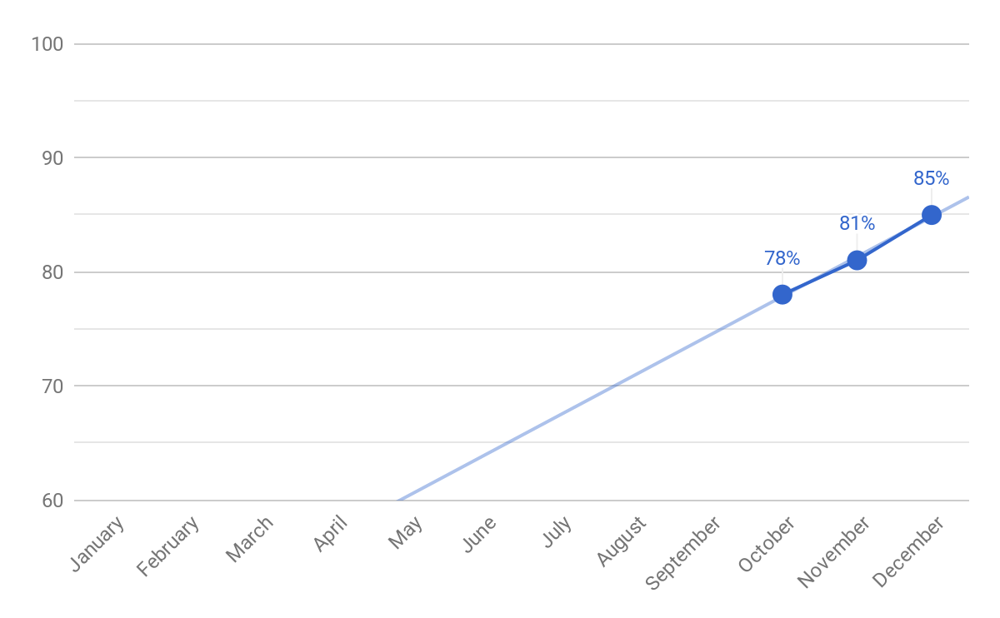 100
90
85%
81%
80
78%
70
60
January
February
March
April
May
June
July
August
September
October
November
December